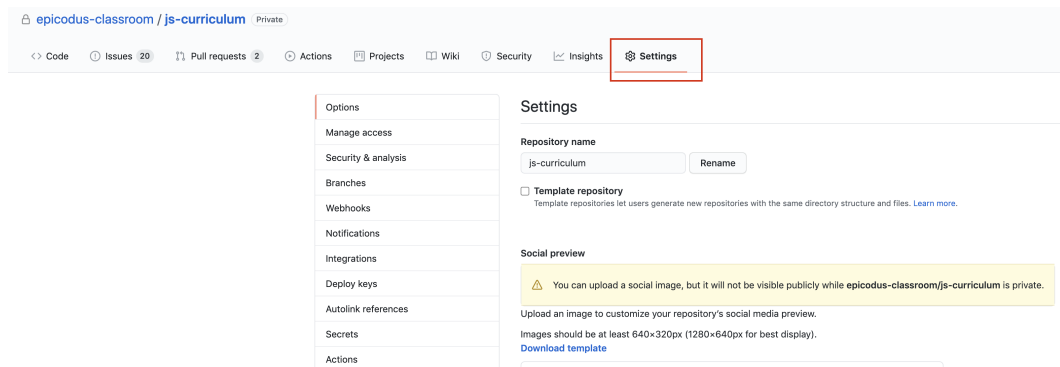 epicodus-classroom / js-curriculum Private
Code Issues 20 Pull requests 2 Actions Projects Wiki Security Insights Settings
Options
Manage access
Security & analysis
Branches
Webhooks
Notifications
Integrations
Deploy keys
Autolink references
Secrets
Actions
Settings
Repository name
js-curriculum Rename
Template repository
Template repositories let users generate new repositories with the same directory structure and files. Learn more.
Social preview
You can upload a social image, but it will not be visible publicly while epicodus-classroom/js-curriculum is private.
Upload an image to customize your repository's social media preview.
Images should be at least 640×320px (1280×640px for best display).
Download template